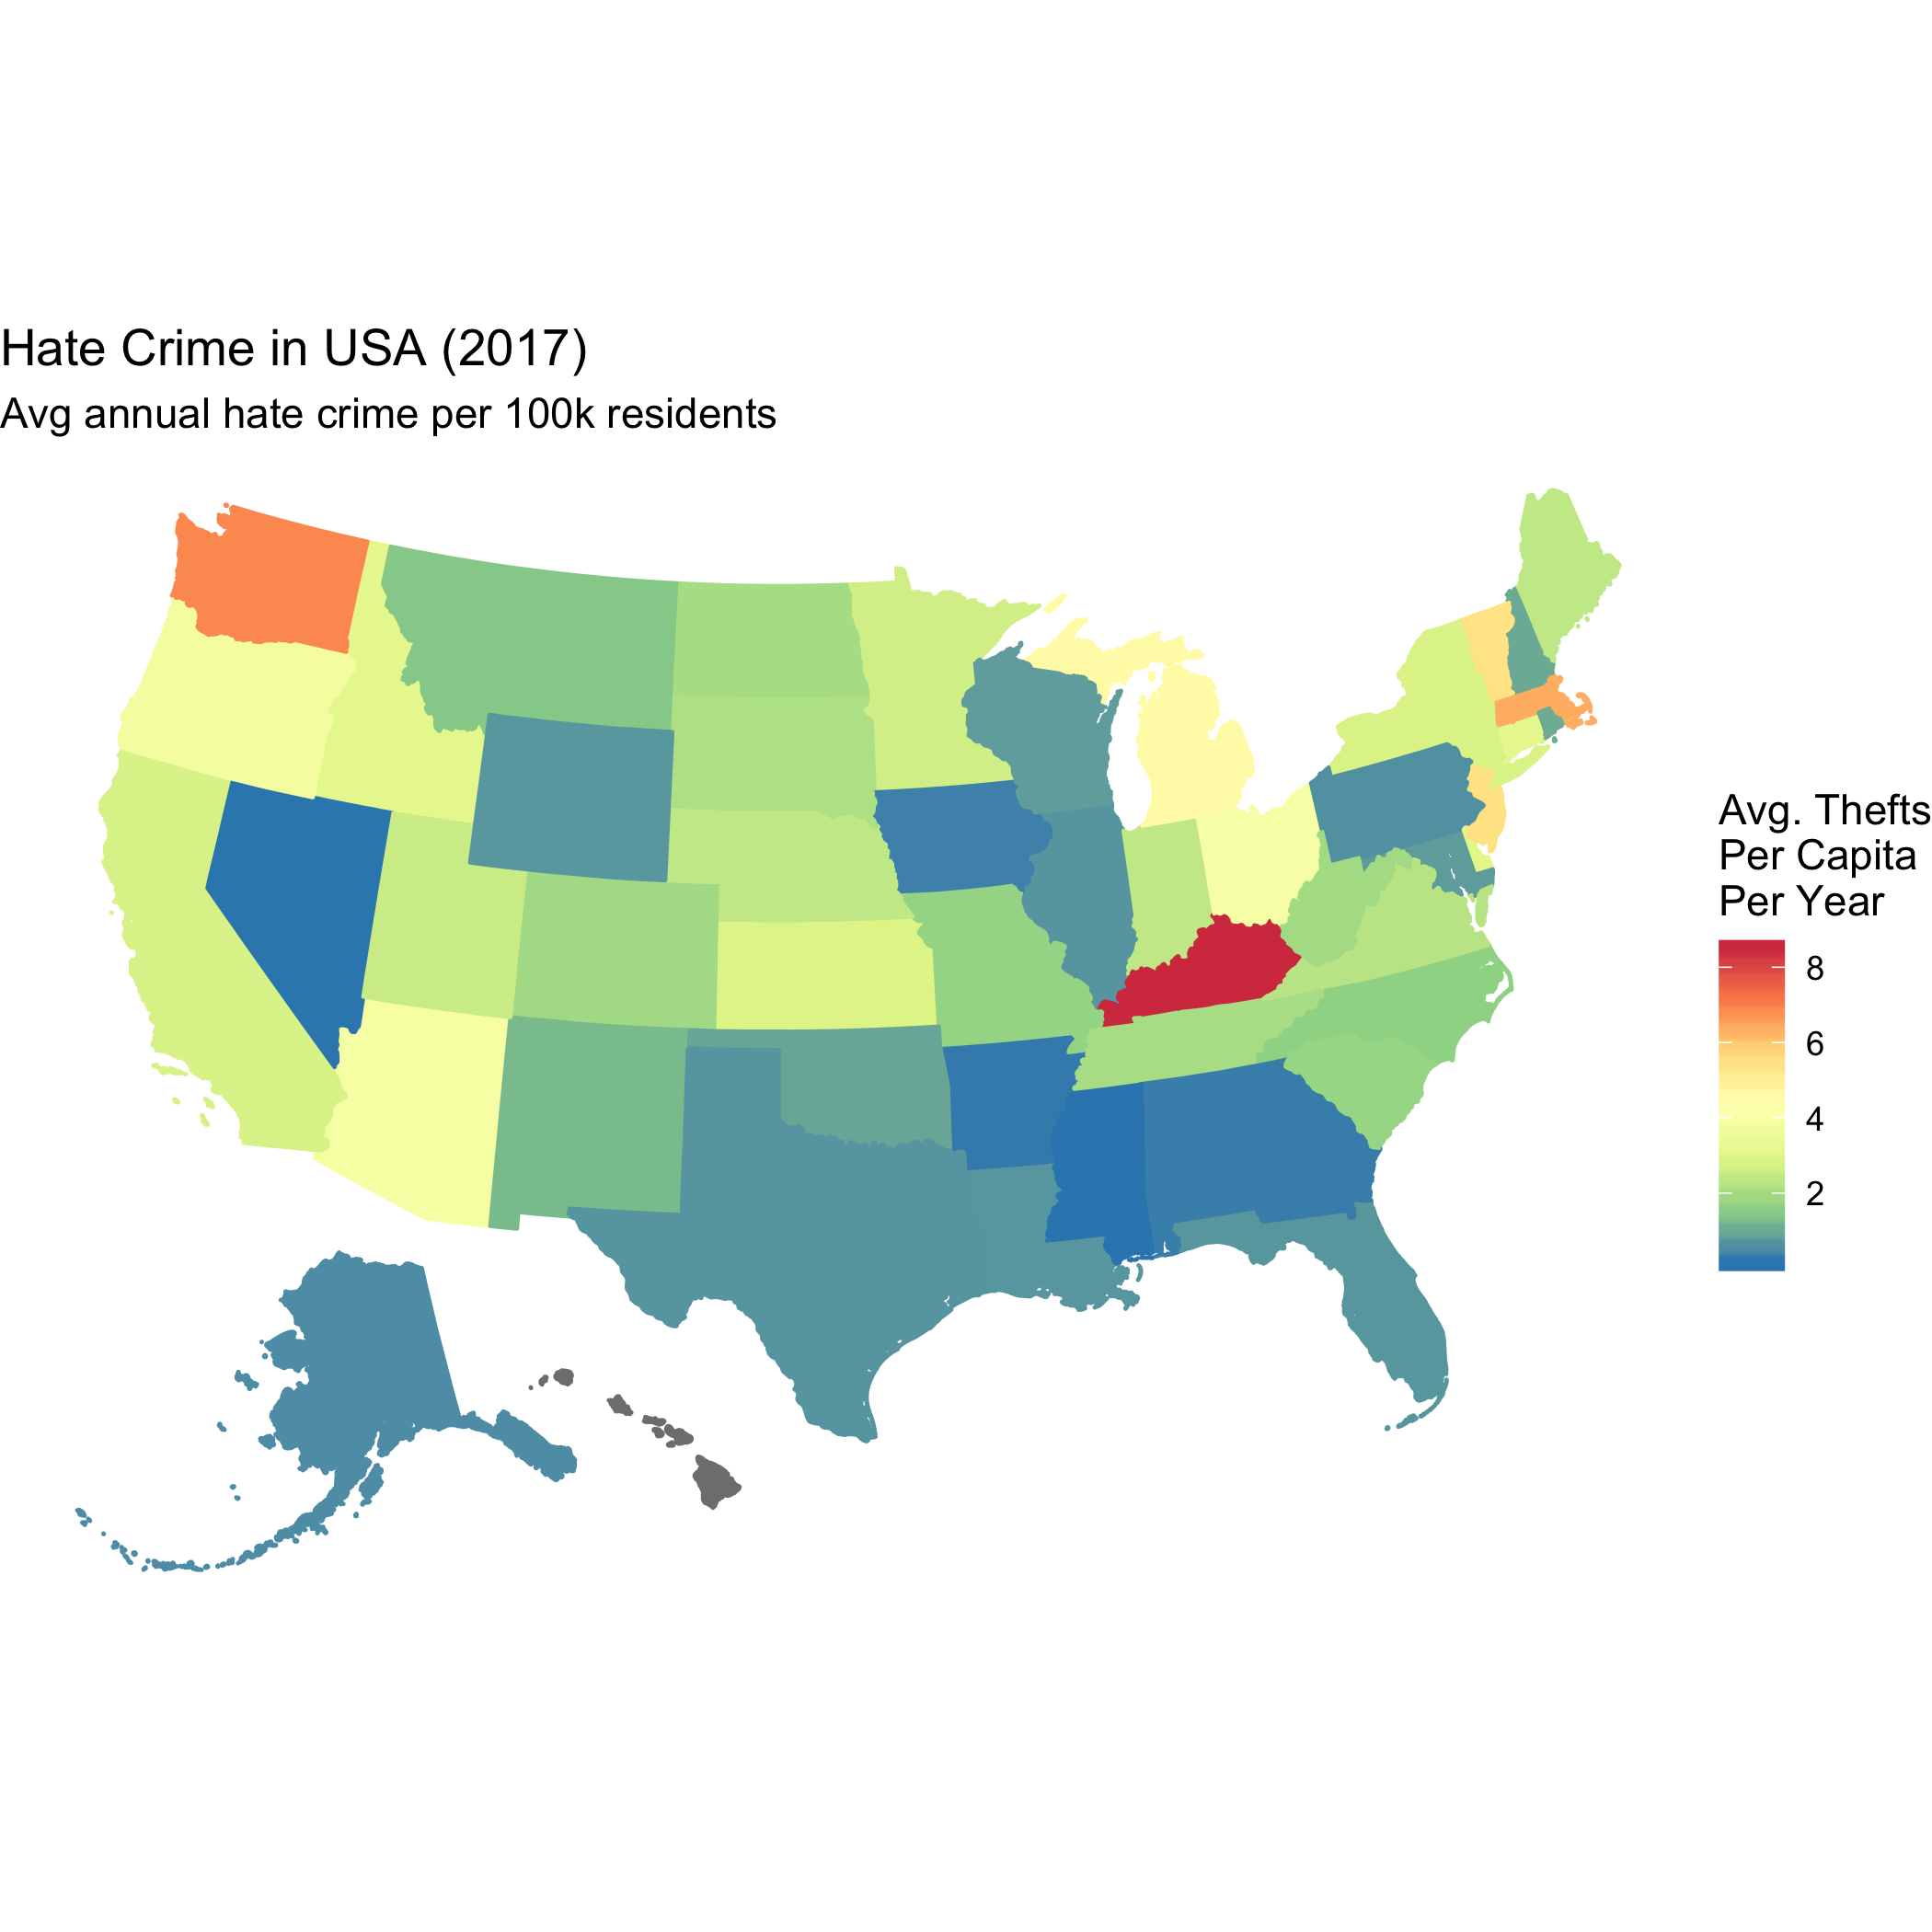 Hate Crime in USA (2017)
Avg annual hate crime per 100k residents
Avg. Thefts
Per Capita
Per Year
8
6
4
2